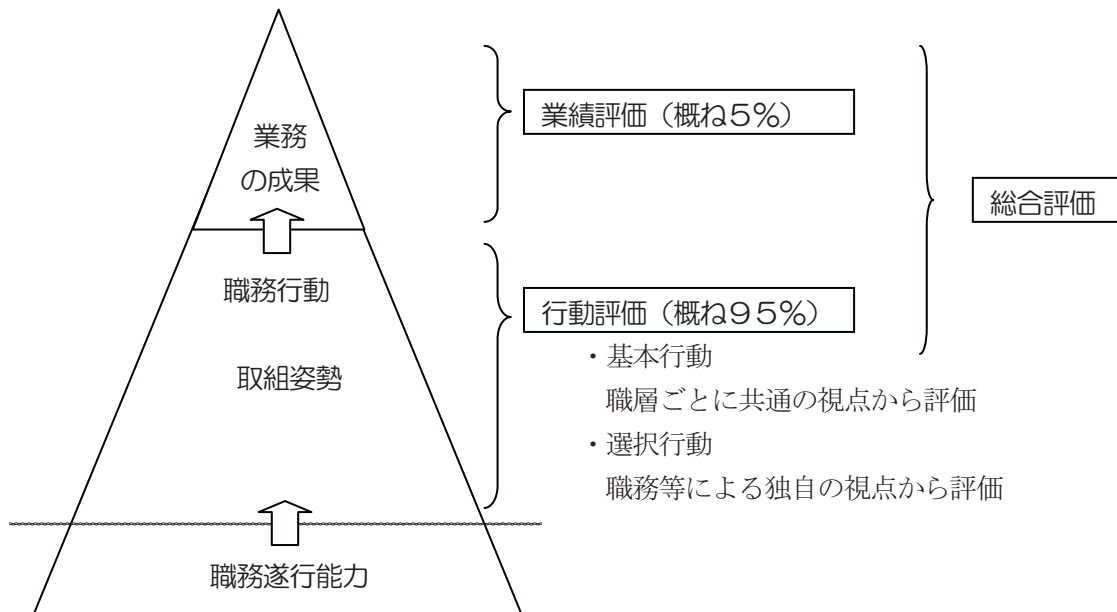 業務
の成果
職務行動
取組姿勢
職務遂行能力
業績評価（概ね５％）
行動評価（概ね９５％）
・基本行動
職層ごとに共通の視点から評価
・選択行動
職務等による独自の視点から評価
総合評価